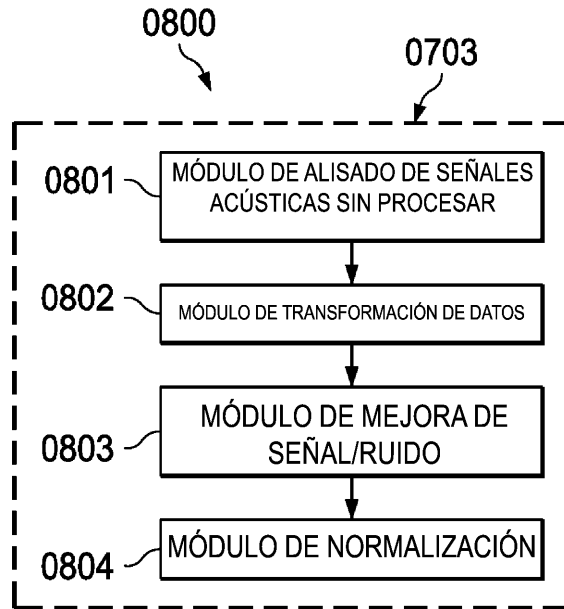 0800
0703
0801
MÓDULO DE ALISADO DE SEÑALES
ACÚSTICAS SIN PROCESAR
0802
MÓDULO DE TRANSFORMACIÓN DE DATOS
0803
MÓDULO DE MEJORA DE
SEÑAL/RUIDO
0804
MÓDULO DE NORMALIZACIÓN